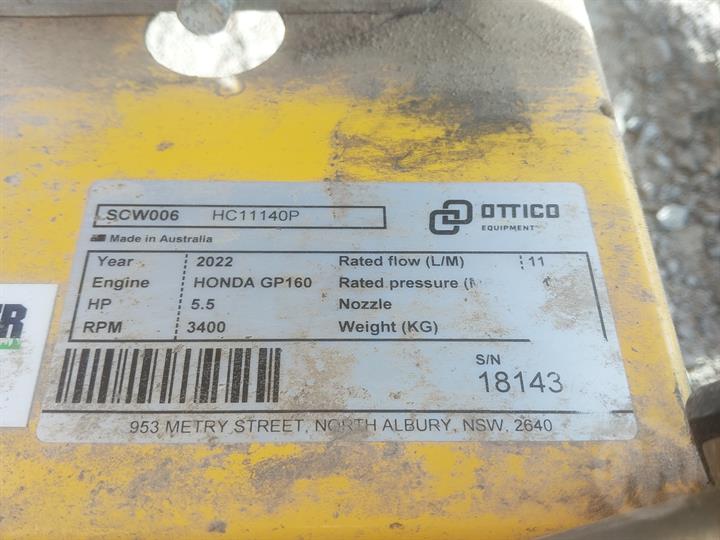 LSCW006 HC11140P
OTTICO
EQUIPMENT
Made in Australia
Year 2022 Rated flow (L/M) 11
Engine HONDA GP160 Rated pressure
HP 5.5 Nozzle
RPM 3400 Weight (KG)
S/N
18143
953 METRY STREET, NORTH ALBURY, NSW, 2640